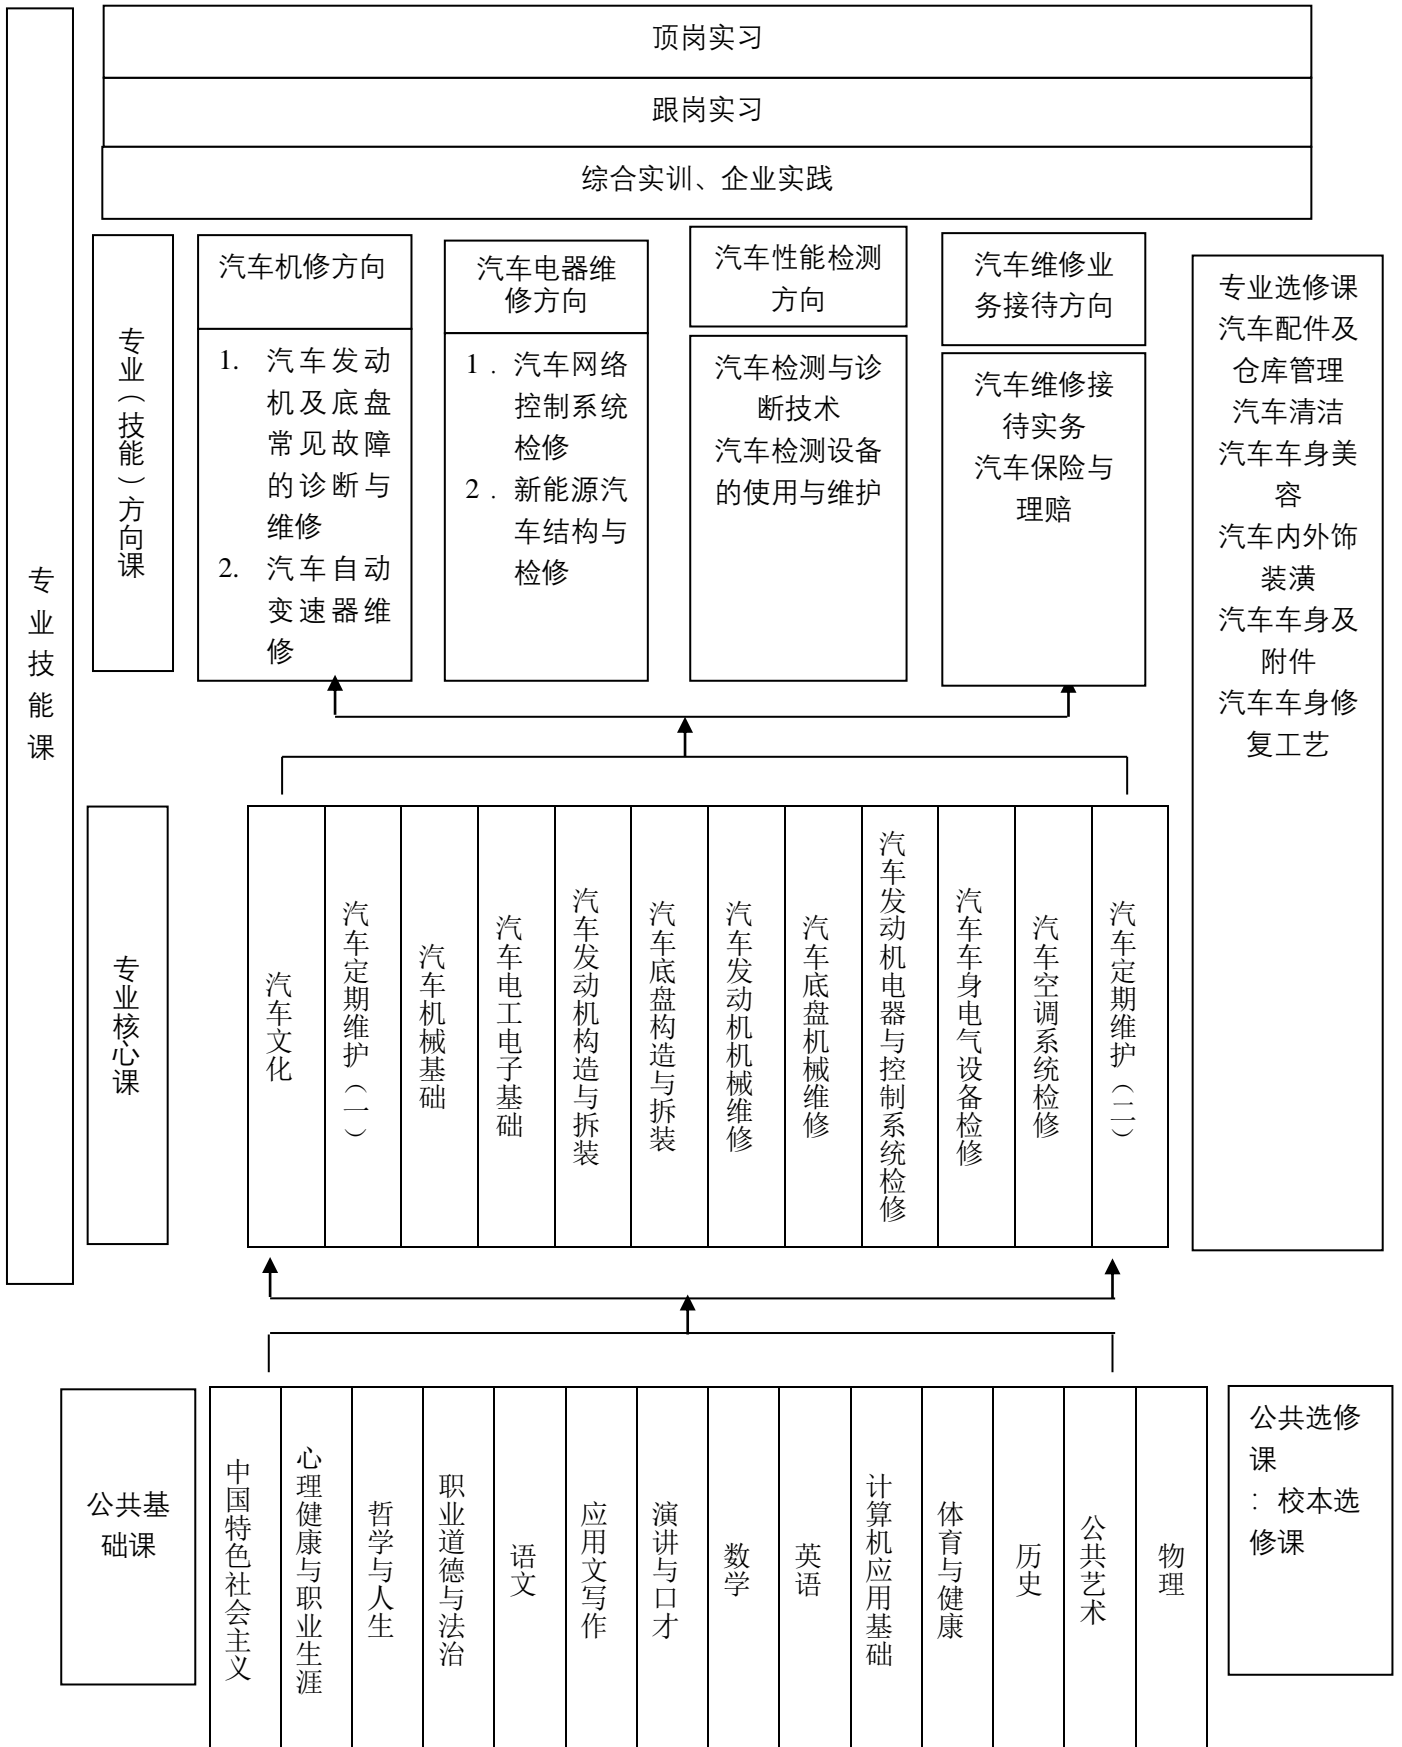 顶岗实习
跟岗实习
综合实训、企业实践
专业技能课
专业（技能）方向课
汽车机修方向
1. 汽车发动
机及底盘
常见故障
的诊断与
维修
2. 汽车自动
变速器维
修
汽车电器维
修方向
1．汽车网络
控制系统
检修
2．新能源汽
车结构与
检修
汽车性能检测
方向
汽车检测与诊
断技术
汽车检测设备
的使用与维护
汽车维修业
务接待方向
汽车维修接
待实务
汽车保险与
理赔
专业选修课
汽车配件及
仓库管理
汽车清洁
汽车车身美
容
汽车内外饰
装潢
汽车车身及
附件
汽车车身修
复工艺
专业核心课
汽车文化
汽车定期维护（一）
汽车机械基础
汽车电工电子基础
汽车发动机构造与拆装
汽车底盘构造与拆装
汽车发动机机械维修
汽车底盘机械维修
汽车发动机电器与控制系统检修
汽车车身电气设备检修
汽车空调系统检修
汽车定期维护（二）
公共基
础课
中国特色社会主义
心理健康与职业生涯
哲学与人生
职业道德与法治
语文
应用文写作
演讲与口才
数学
英语
计算机应用基础
体育与健康
历史
公共艺术
物理
公共选修
课
：校本选
修课